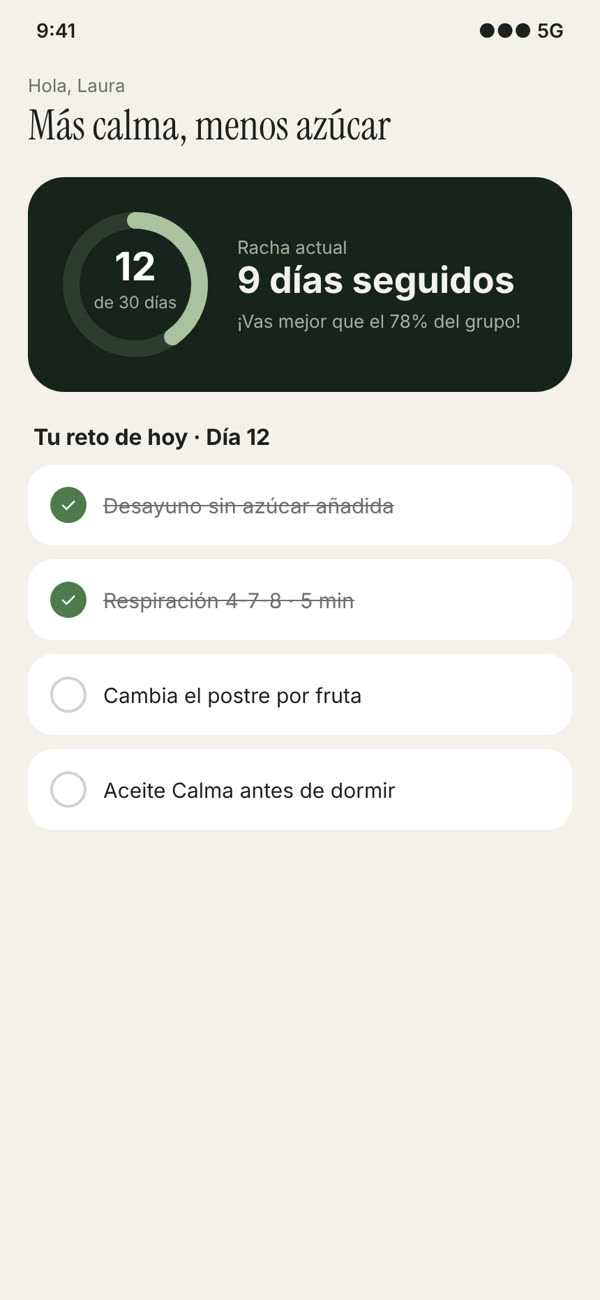 9:41
5G
Hola, Laura
Más calma, menos azúcar
12
de 30 días
Racha actual
9 días seguidos
¡Vas mejor que el 78% del grupo!
Tu reto de hoy · Día 12
Desayuno sin azúcar añadida
Respiración 4-7-8 · 5 min
Cambia el postre por fruta
Aceite Calma antes de dormir